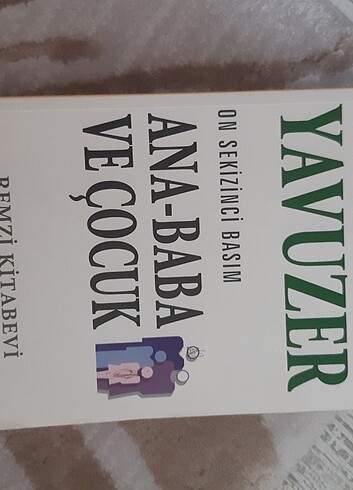 YAVUZER
ON SEKİZİNCİ BASIM
ANA-BABA
VE ÇOCUK
REMZİ KİTABEVİ